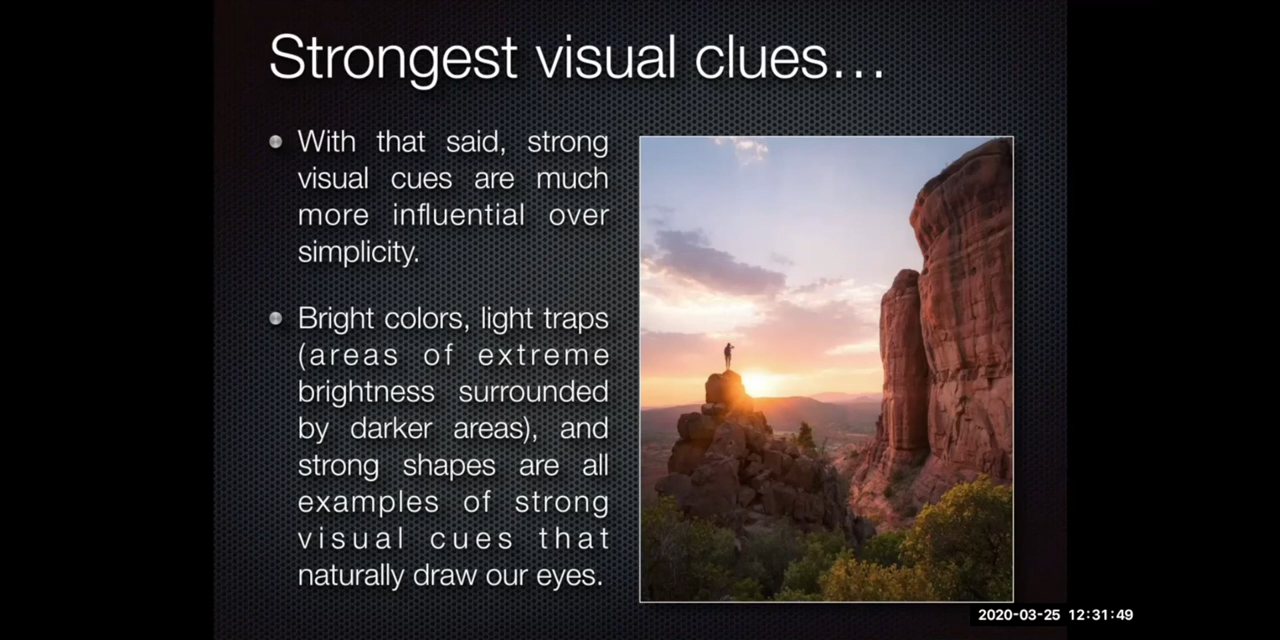 Strongest visual clues...
With that said, strong
visual cues are much
more influential over
simplicity.
Bright colors, light traps
(areas of extreme
brightness surrounded
by darker areas), and
strong shapes are all
examples of strong
visual cues that
naturally draw our eyes.
2020-03-25 12:31:49